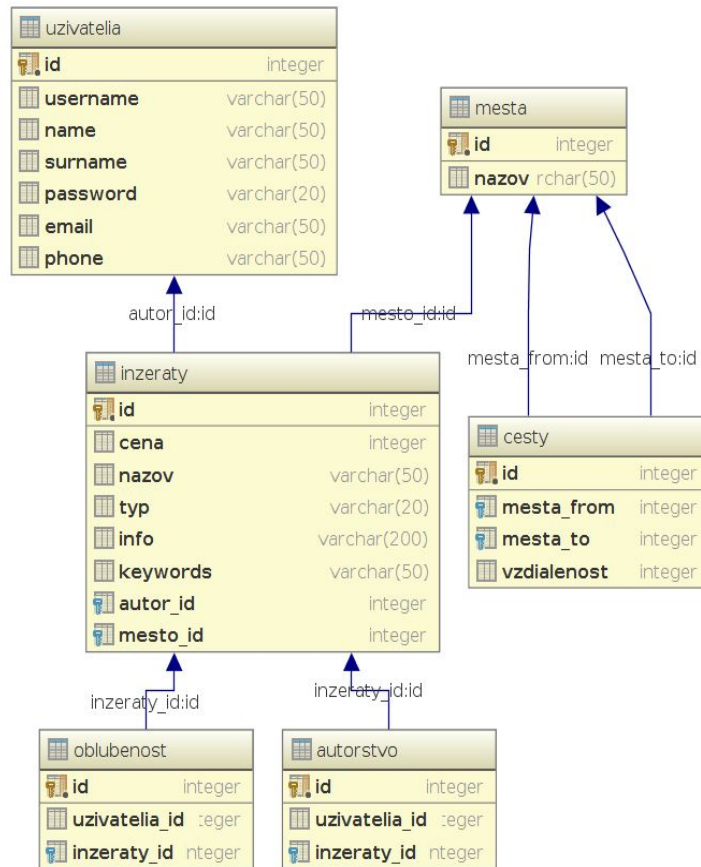 uzivatelia
id integer
username varchar(50)
name varchar(50)
surname varchar(50)
password varchar(20)
email varchar(50)
phone varchar(50)
mesta
id integer
nazov rchar(50)
autor_id:id
mesto_id:id
mesta_from:id
mesta_to:id
inzeraty
id integer
cena integer
nazov varchar(50)
typ varchar(20)
info varchar(200)
keywords varchar(50)
autor_id integer
mesto_id integer
cesty
id integer
mesta_from integer
mesta_to integer
vzdialenost integer
inzeraty_id:id
inzeraty_id:id
oblubenost
id integer
uzivatelia_id :eger
inzeraty_id nteger
autorstvo
id integer
uzivatelia_id :eger
inzeraty_id nteger